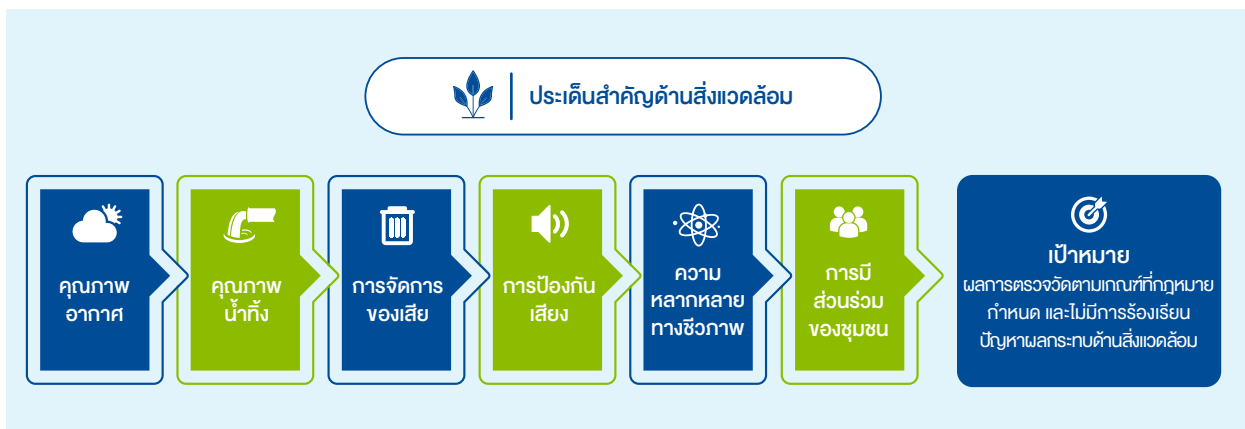 ประเด็นสำคัญด้านสิ่งแวดล้อม
คุณภาพ
อากาศ
คุณภาพ
น้ำทิ้ง
การจัดการ
ของเสีย
การป้องกัน
เสียง
ความ
หลากหลาย
ทางชีวภาพ
การมี
ส่วนร่วม
ของชุมชน
เป้าหมาย
ผลการตรวจวัดตามเกณฑ์ที่กฎหมาย
กำหนด และไม่มีการร้องเรียน
ปัญหาผลกระทบด้านสิ่งแวดล้อม